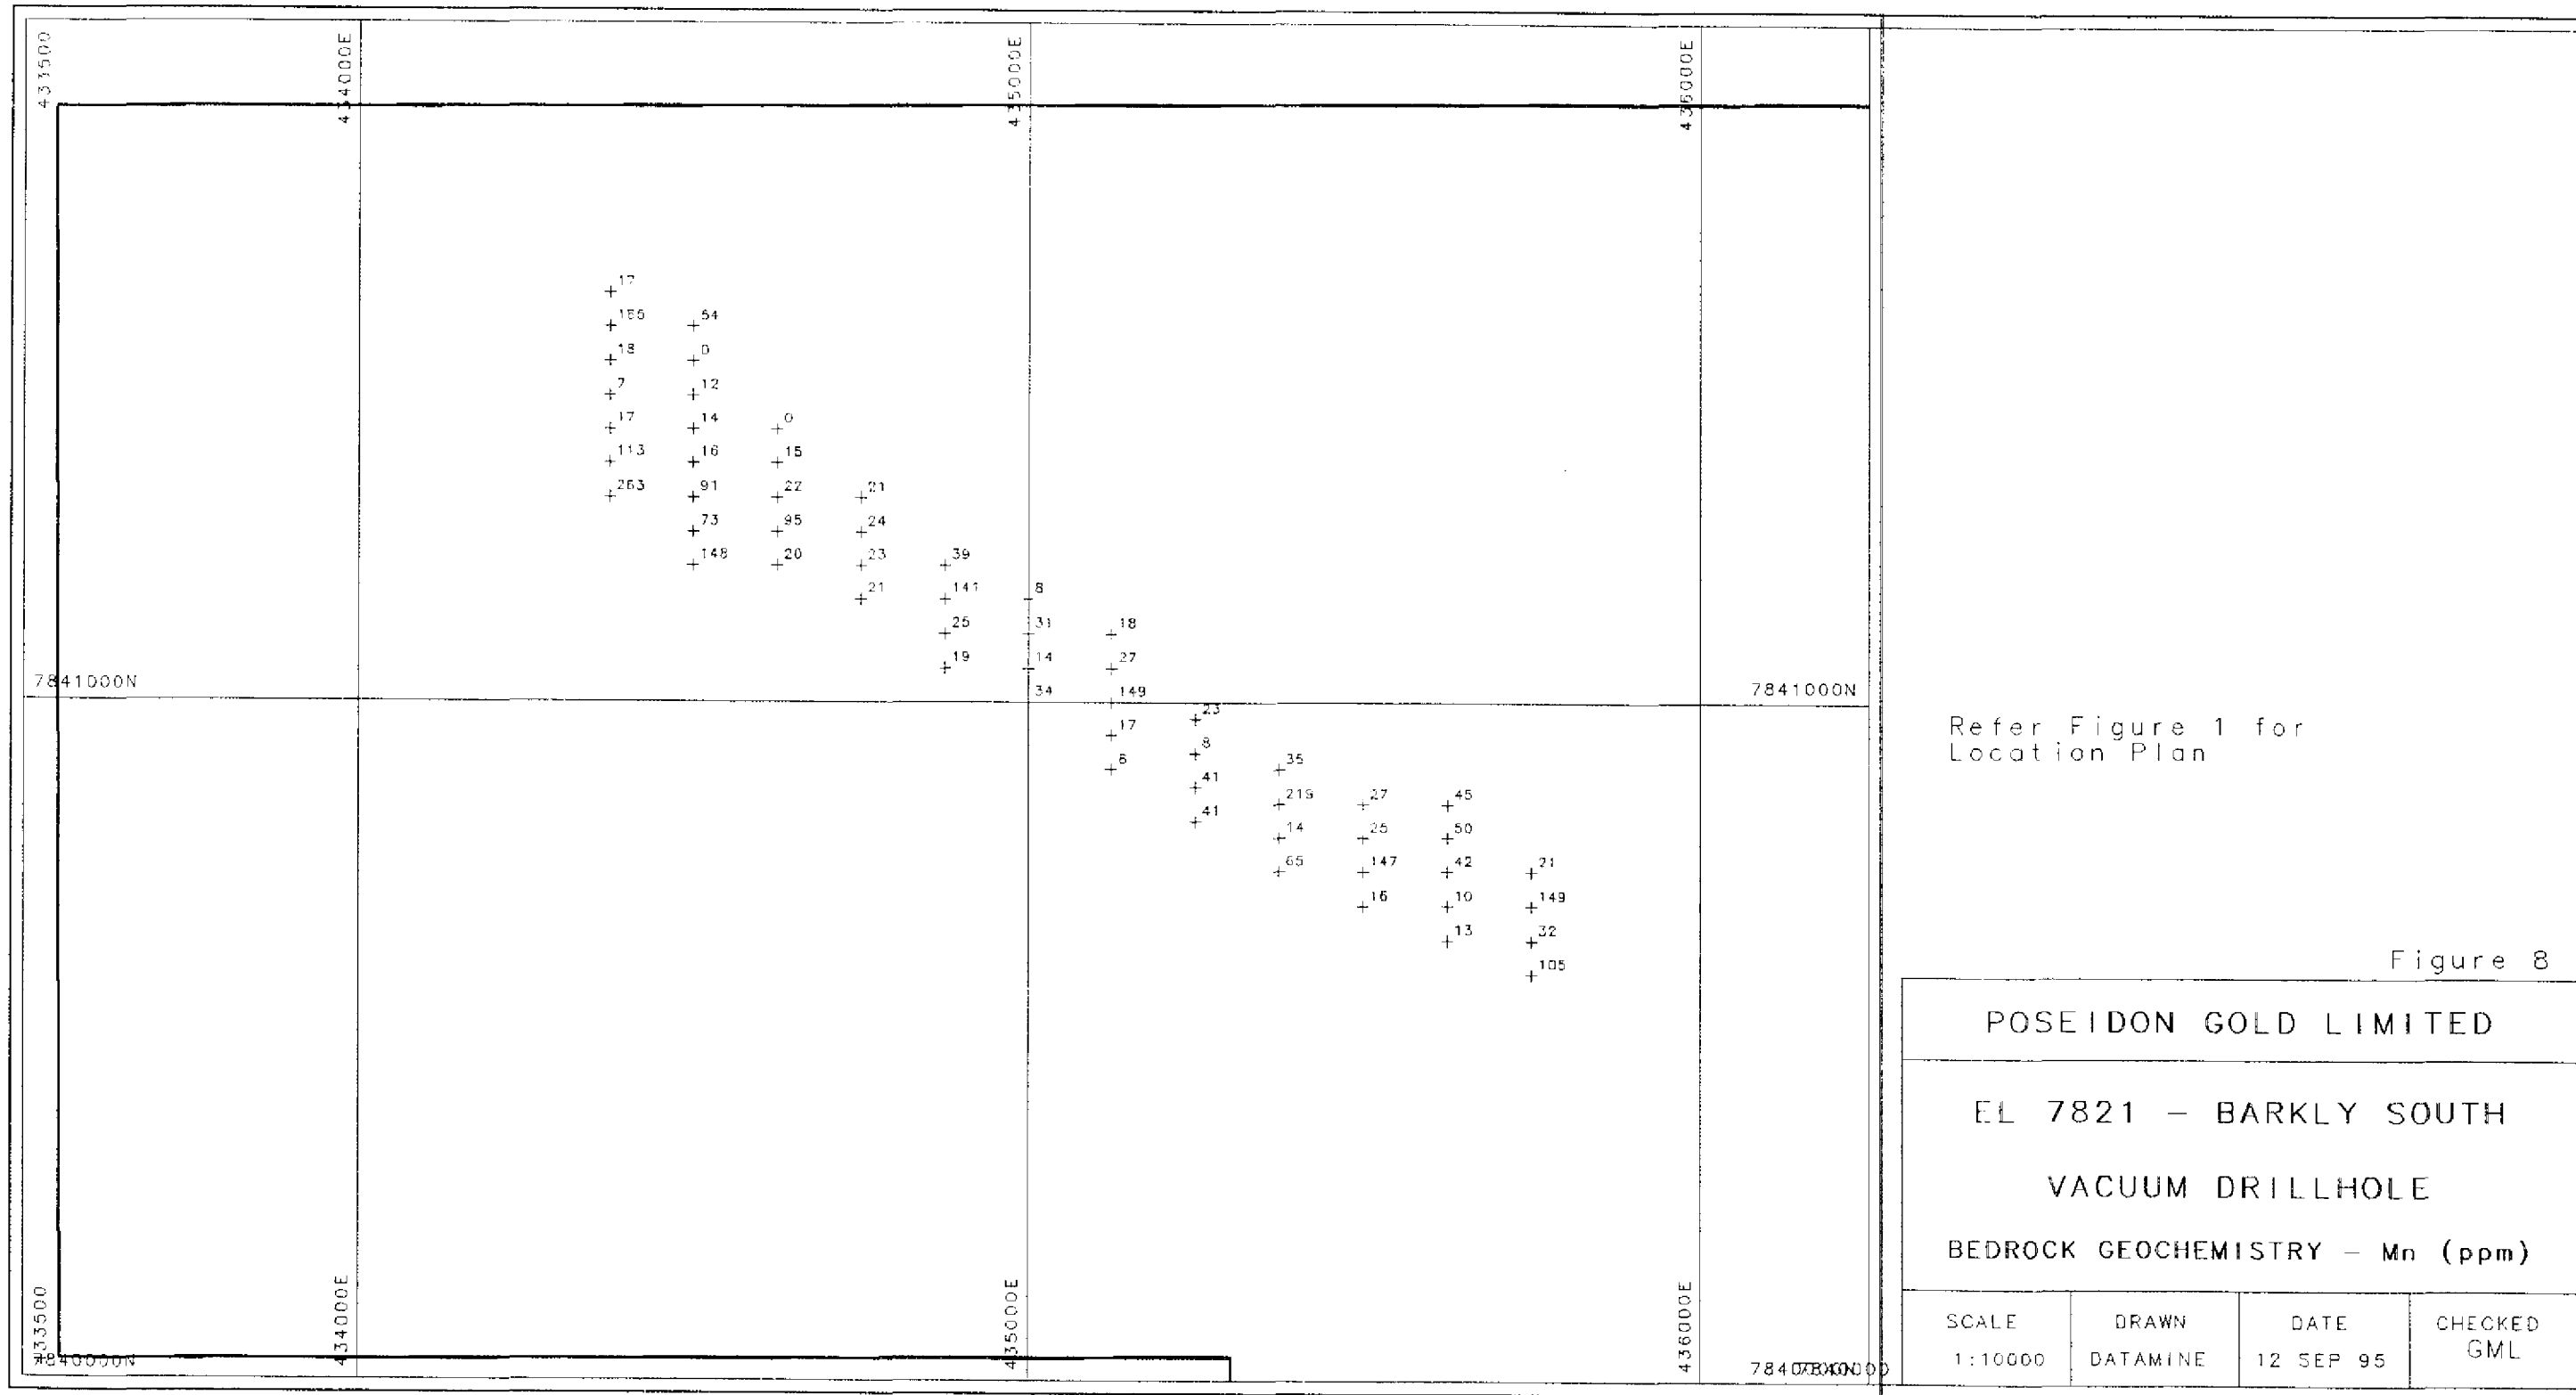 433500
434000E
435000E
436000E
17
165 54
18 0
7 12
17 14 0
113 16 15
263 91 22 21
73 95 24
148 20 23 39
21 141 8
25 31 18
19 14 27
7841000N 34 149 7841000N
23
17
8
6 35
41
219 27 45
41
14 25 50
65 147 42 21
16 10 149
13 32
105
433500
434000E
435000E
436000E
7840000N
7840000N
7840000
Refer Figure 1 for
Location Plan
Figure 8
POSEIDON GOLD LIMITED
EL 7821 - BARKLY SOUTH
VACUUM DRILLHOLE
BEDROCK GEOCHEMISTRY - Mn (ppm)
SCALE DRAWN DATE CHECKED
1:10000 DATAMINE 12 SEP 95 GML